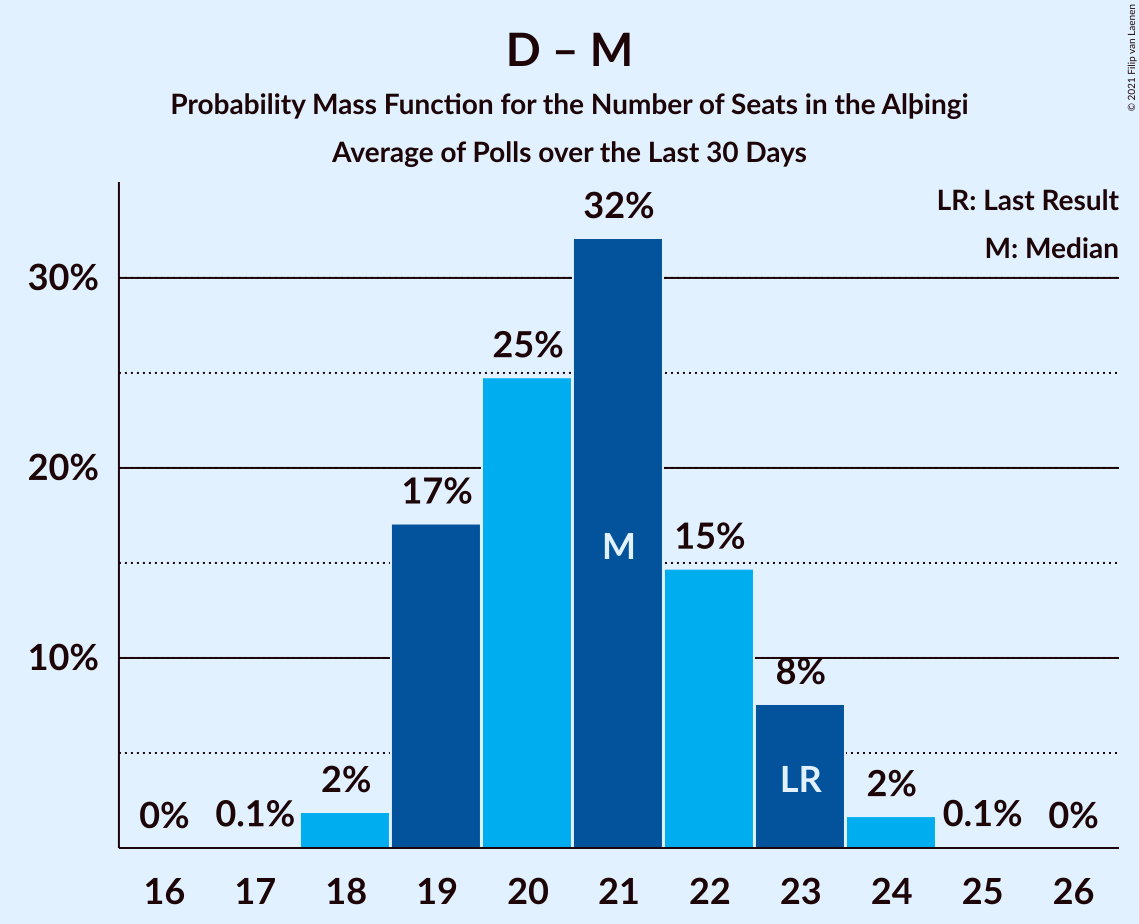 D – M
Probability Mass Function for the Number of Seats in the Alþingi
Average of Polls over the Last 30 Days
© 2021 Filip van Laenen
LR: Last Result
M: Median
30%
20%
10%
0%
0.1%
2%
17%
25%
32%
15%
8%
2%
0.1%
0%
M
LR
16 17 18 19 20 21 22 23 24 25 26